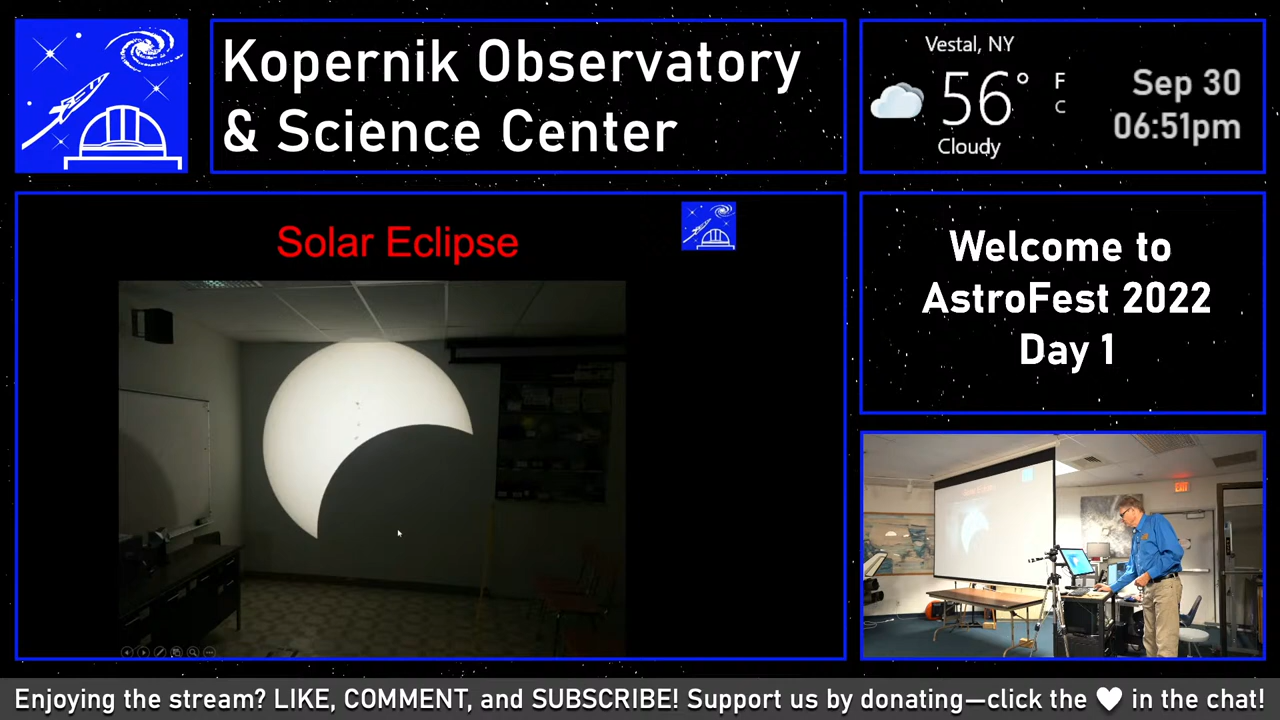 Kopernik Observatory
& Science Center
Vestal, NY
56° F
C
Cloudy
Sep 30
06:51pm
Solar Eclipse
Welcome to
AstroFest 2022
Day 1
EXIT
Enjoying the stream? LIKE, COMMENT, and SUBSCRIBE! Support us by donating—click the ♥ in the chat!